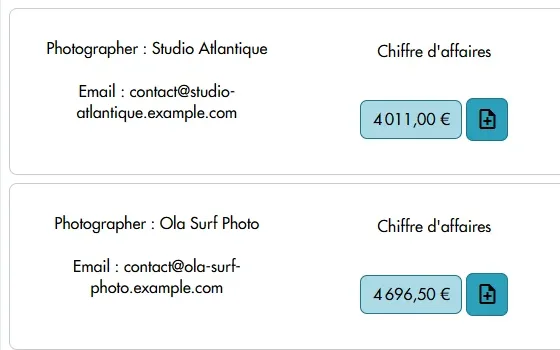 Photographer : Studio Atlantique
Chiffre d'affaires
Email : contact@studio-
atlantique.example.com
4 011,00 €
Photographer : Ola Surf Photo
Chiffre d'affaires
Email : contact@ola-surf-
photo.example.com
4 696,50 €